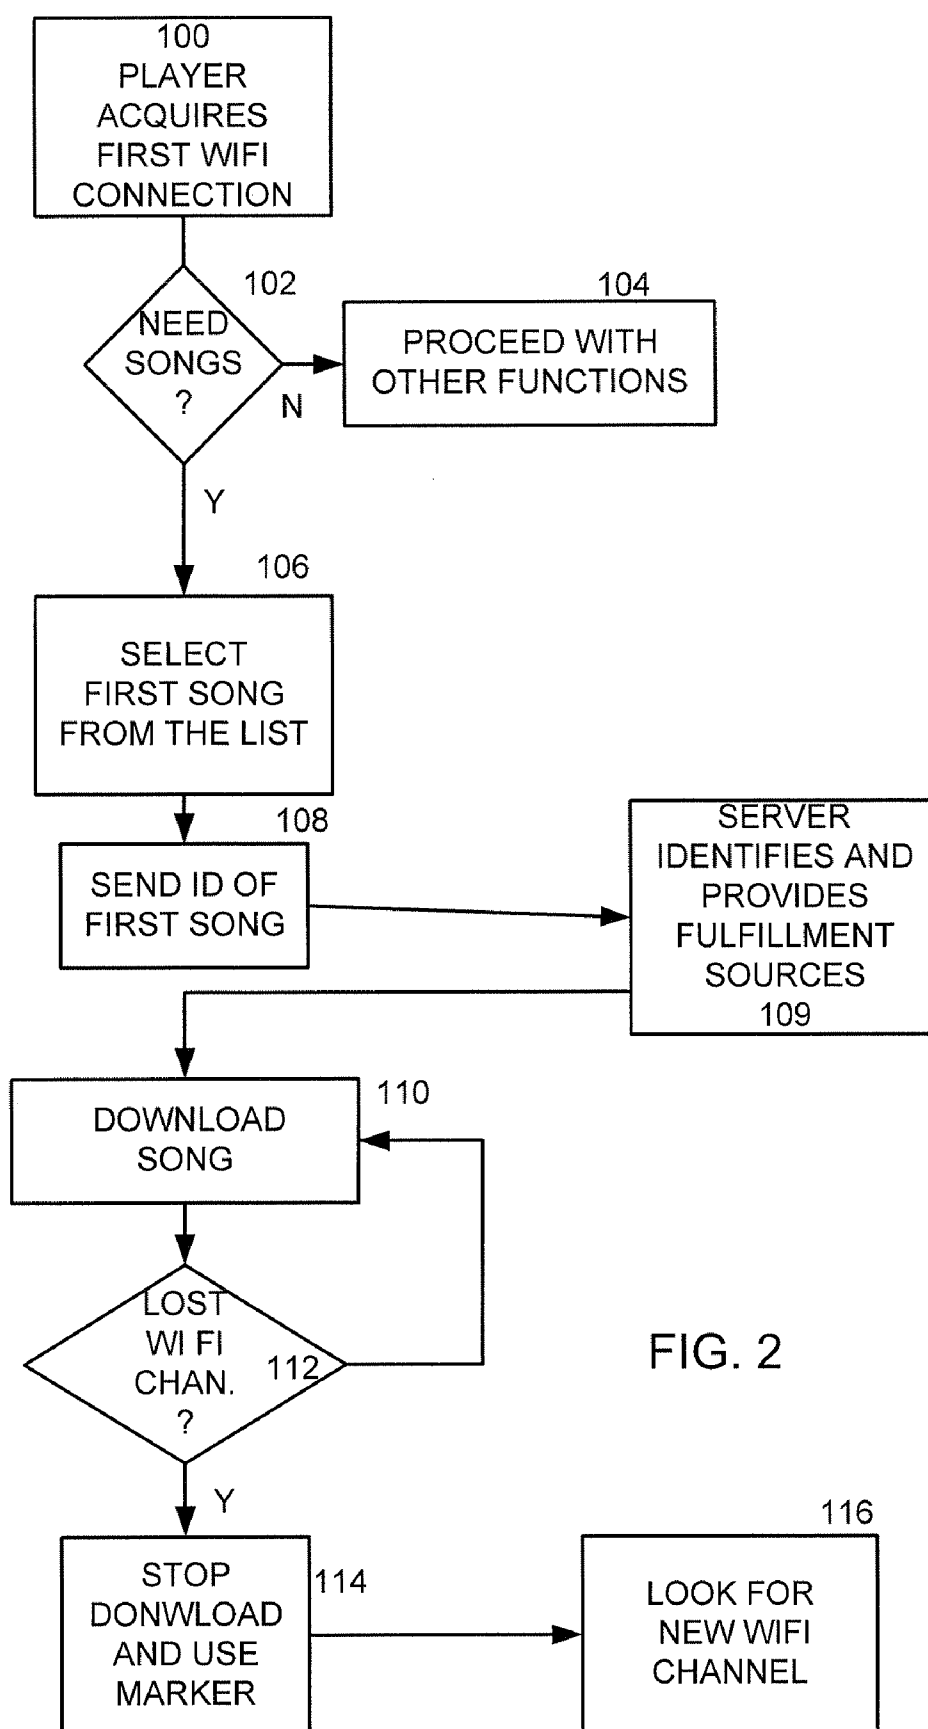 100
PLAYER
ACQUIRES
FIRST WIFI
CONNECTION
102
NEED
SONGS
?
N
104
PROCEED WITH
OTHER FUNCTIONS
Y
106
SELECT
FIRST SONG
FROM THE LIST
108
SEND ID OF
FIRST SONG
SERVER
IDENTIFIES AND
PROVIDES
FULFILLMENT
SOURCES
109
110
DOWNLOAD
SONG
LOST
WI FI
CHAN.
?
112
FIG. 2
Y
STOP
DONWLOAD
AND USE
MARKER
114
116
LOOK FOR
NEW WIFI
CHANNEL